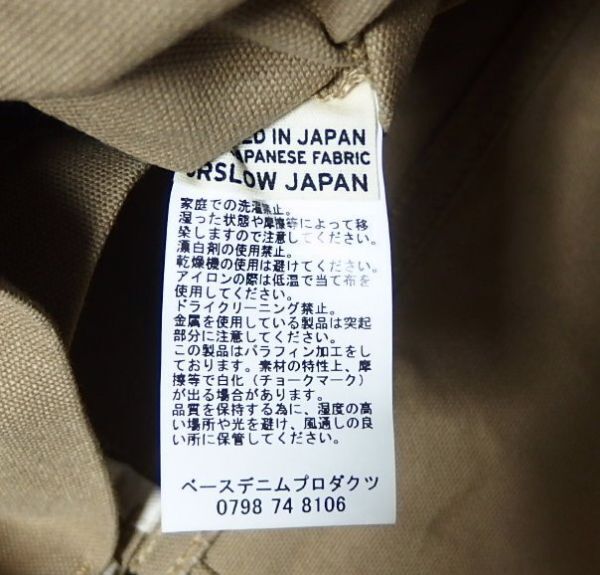 ED IN JAPAN
APANESE FABRIC
ORSLOW JAPAN
家庭での洗濯禁止。
湿った状態や摩擦等によって移
染しますので注意してください。
漂白剤の使用禁止。
乾燥機の使用は避けてください。
アイロンの際は低温で当て布を
使用してください。
ドライクリーニング禁止。
金属を使用している製品は突起
部分に注意してください。
この製品はパラフィン加工をし
ております。素材の特性上、摩
擦等で白化（チョークマーク）
が出る場合があります。
品質を保持する為に、湿度の高
い場所や光を避け、風通しの良
い所に保管してください。
ベースデニムプロダクツ
0798 74 8106